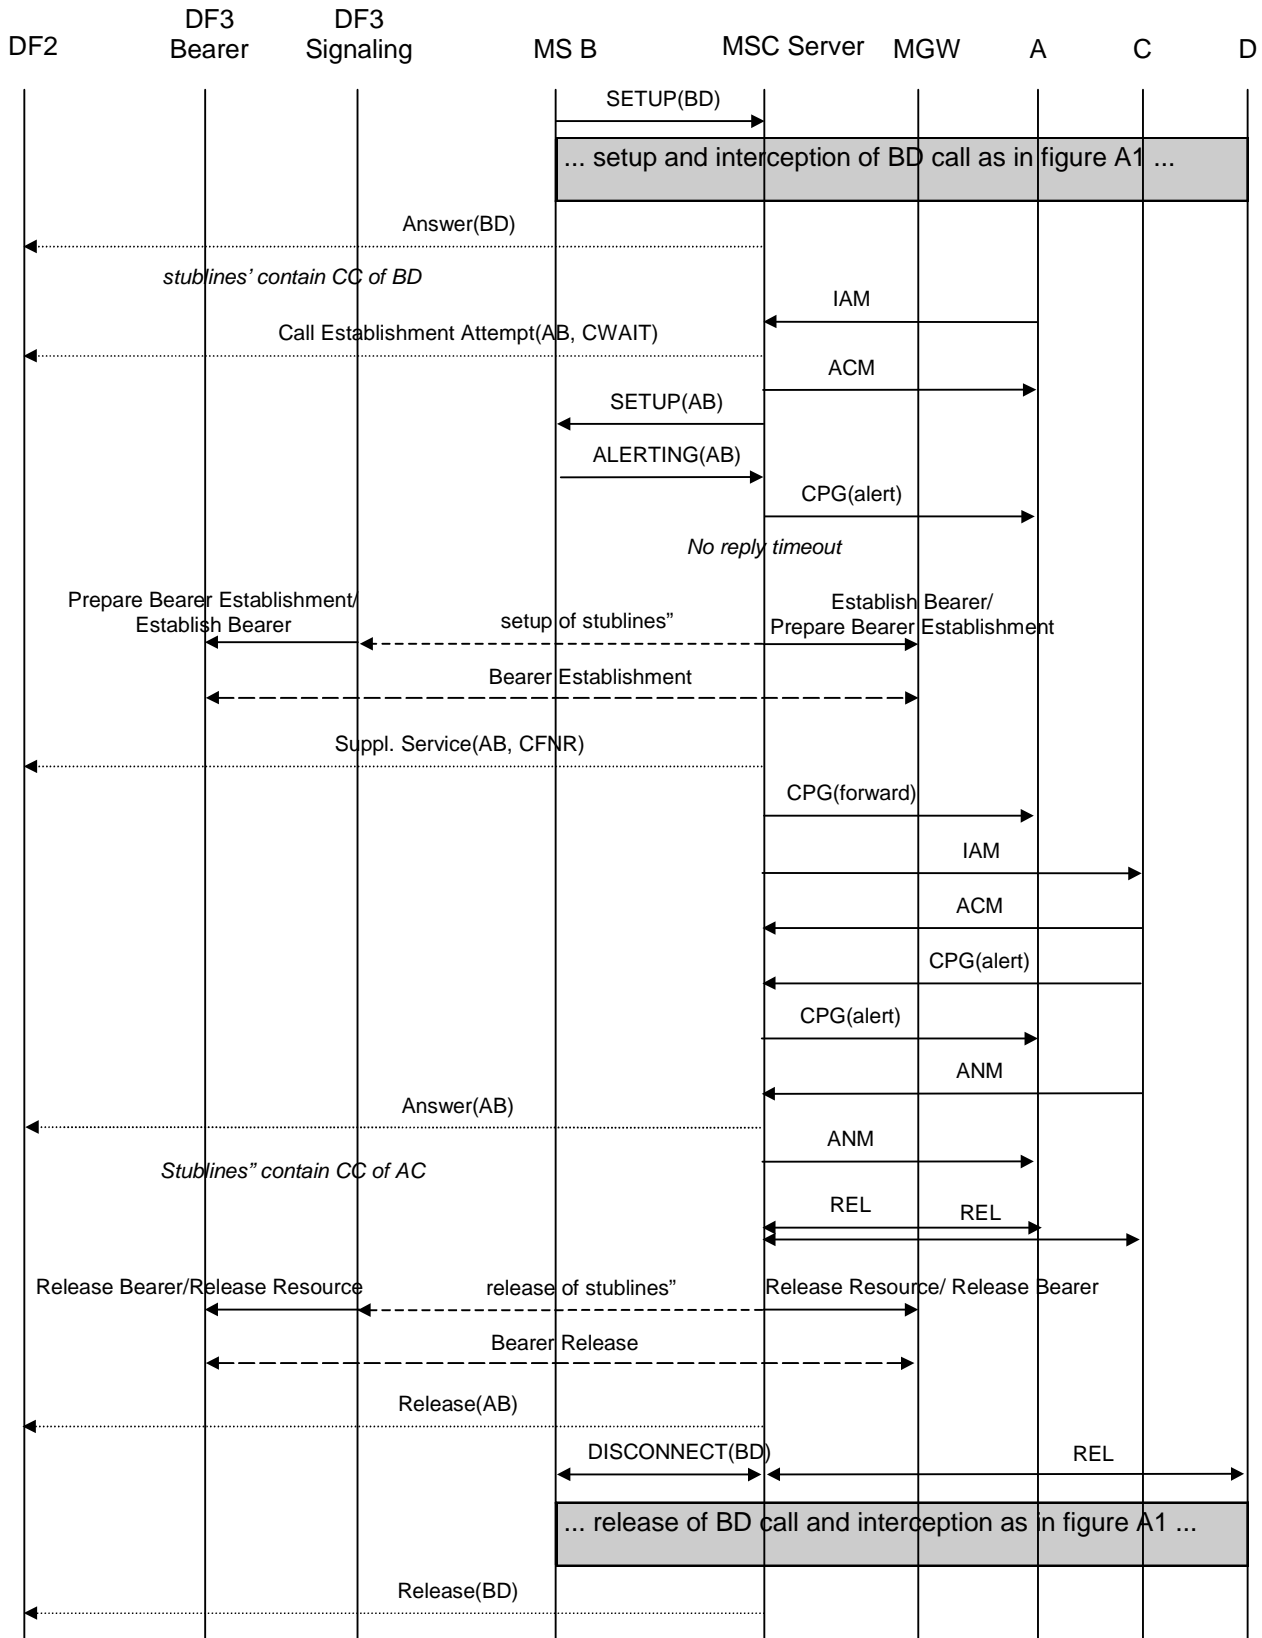 DF2
DF3
Bearer
DF3
Signaling
MS B
MSC Server
MGW
A
C
D
SETUP(BD)
... setup and interception of BD call as in figure A1 ...
Answer(BD)
stublines’ contain CC of BD
IAM
Call Establishment Attempt(AB, CWAIT)
ACM
SETUP(AB)
ALERTING(AB)
CPG(alert)
No reply timeout
Prepare Bearer Establishment/
Establish Bearer
setup of stublines”
Establish Bearer/
Prepare Bearer Establishment
Bearer Establishment
Suppl. Service(AB, CFNR)
CPG(forward)
IAM
ACM
CPG(alert)
CPG(alert)
ANM
Answer(AB)
ANM
Stublines” contain CC of AC
REL
REL
Release Bearer/Release Resource
release of stublines”
Release Resource/ Release Bearer
Bearer Release
Release(AB)
DISCONNECT(BD)
REL
... release of BD call and interception as in figure A1 ...
Release(BD)